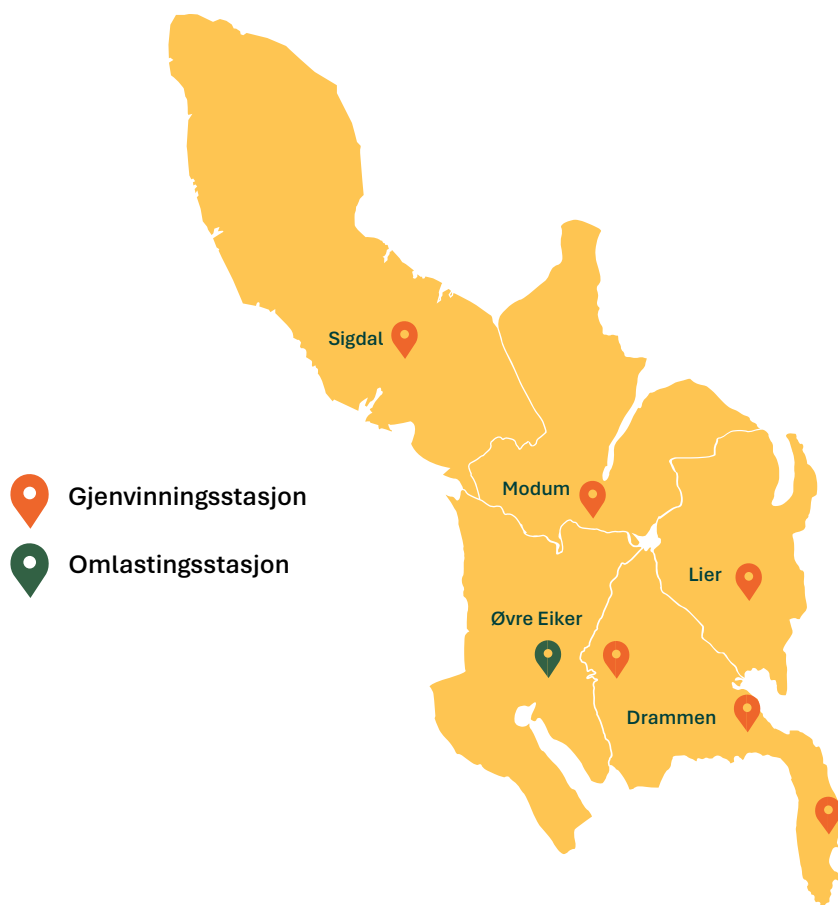 Sigdal
Modum
Gjenvinningsstasjon
Omlastingsstasjon
Lier
Øvre Eiker
Drammen